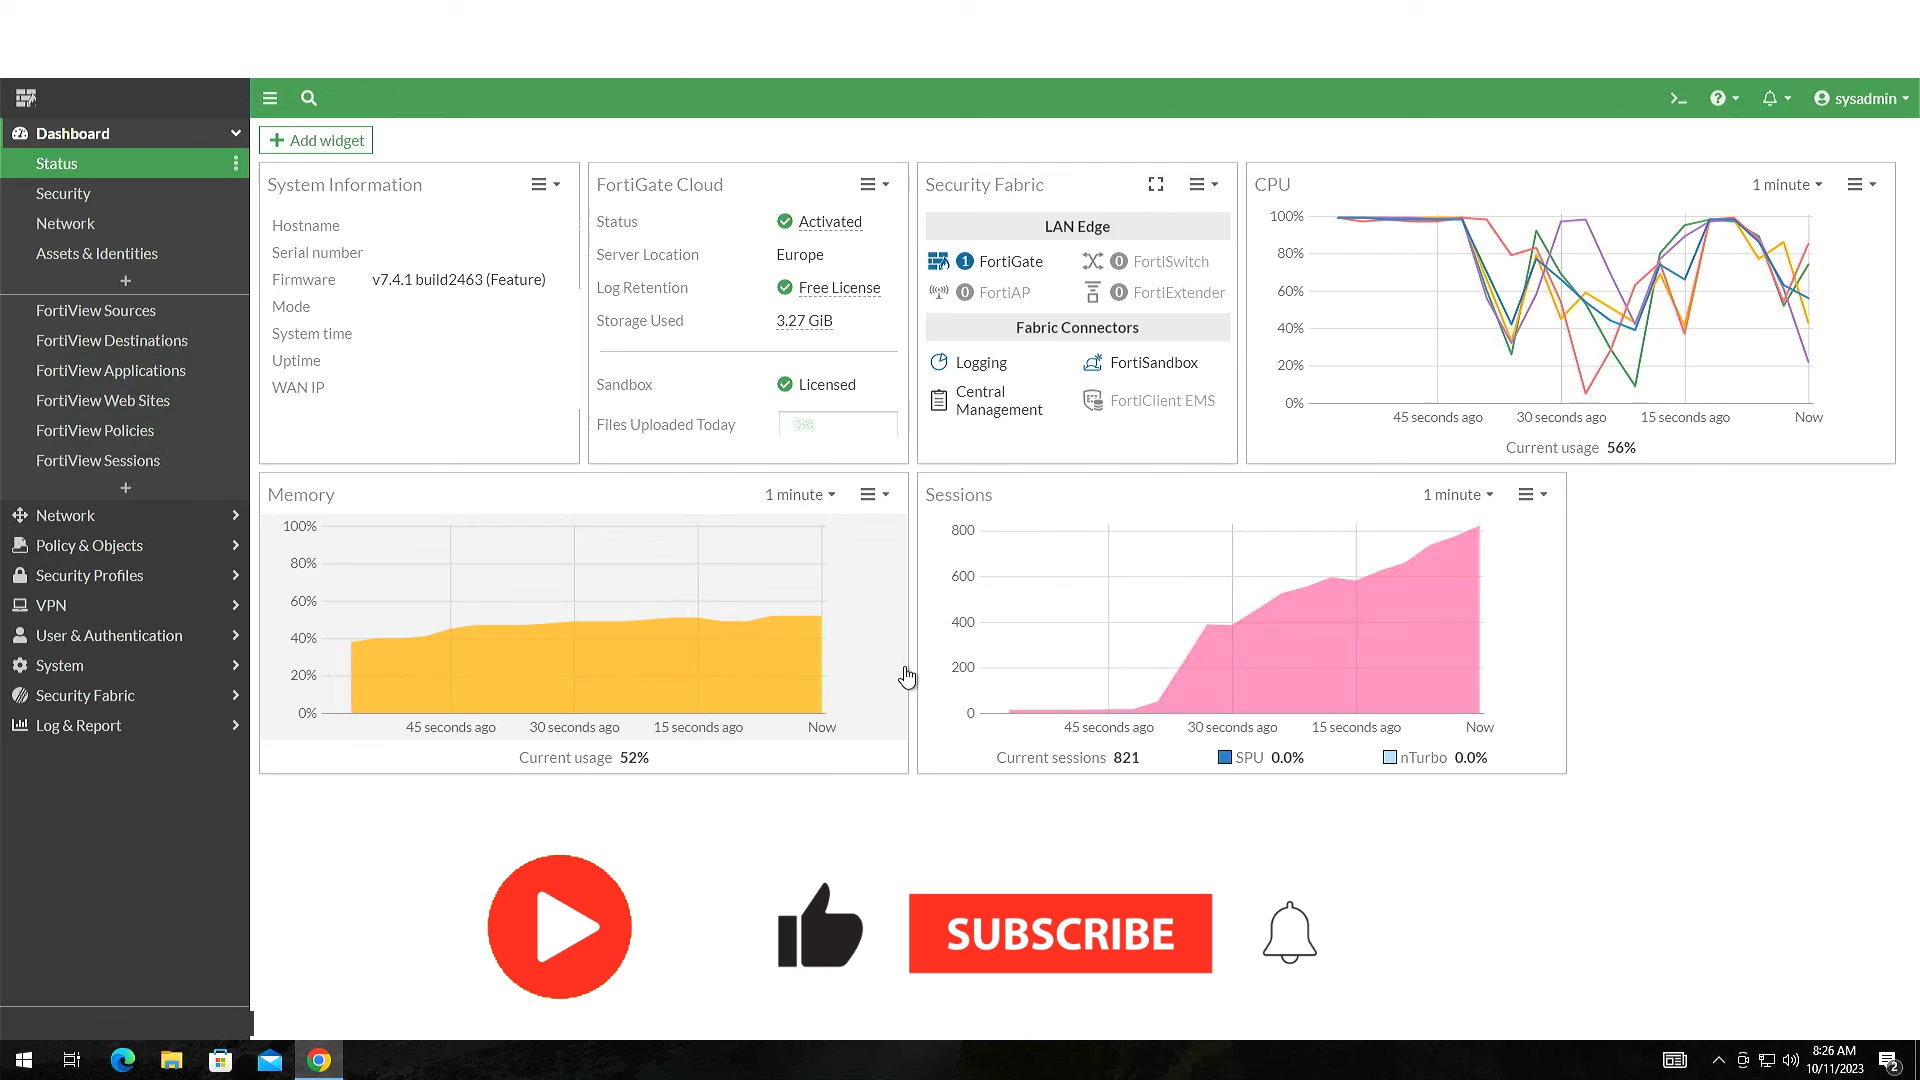 sysadmin
Dashboard
Status
Security
Network
Assets & Identities
FortiView Sources
FortiView Destinations
FortiView Applications
FortiView Web Sites
FortiView Policies
FortiView Sessions
Network
Policy & Objects
Security Profiles
VPN
User & Authentication
System
Security Fabric
Log & Report
Add widget
System Information
Hostname
Serial number
Firmware v7.4.1 build2463 (Feature)
Mode
System time
Uptime
WAN IP
FortiGate Cloud
Status Activated
Server Location Europe
Log Retention Free License
Storage Used 3.27 GiB
Sandbox Licensed
Files Uploaded Today 0%
Security Fabric
LAN Edge
1 FortiGate 0 FortiSwitch
0 FortiAP 0 FortiExtender
Fabric Connectors
Logging FortiSandbox
Central
Management
FortiClient EMS
CPU 1 minute
100%
80%
60%
40%
20%
0%
45 seconds ago 30 seconds ago 15 seconds ago Now
Current usage 56%
Memory 1 minute
100%
80%
60%
40%
20%
0%
45 seconds ago 30 seconds ago 15 seconds ago Now
Current usage 52%
Sessions 1 minute
800
600
400
200
0
45 seconds ago 30 seconds ago 15 seconds ago Now
Current sessions 821 SPU 0.0% nTurbo 0.0%
SUBSCRIBE
8:26 AM
10/11/2023
2